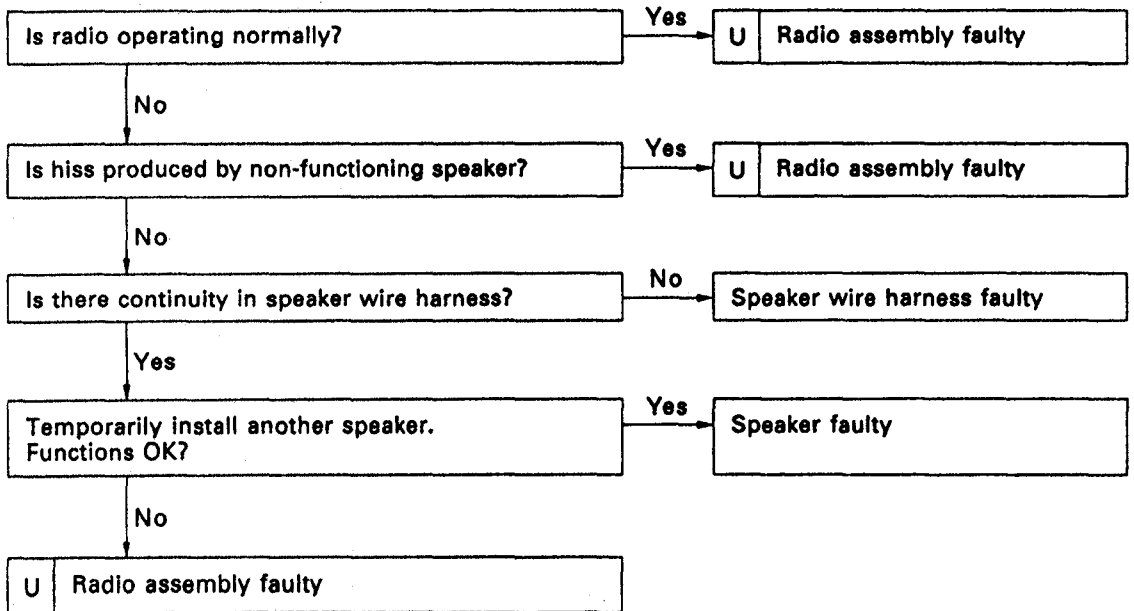 Is radio operating normally?
Yes
U Radio assembly faulty
No
Is hiss produced by non-functioning speaker?
Yes
U Radio assembly faulty
No
Is there continuity in speaker wire harness?
No
Speaker wire harness faulty
Yes
Temporarily install another speaker.
Functions OK?
Yes
Speaker faulty
No
U Radio assembly faulty